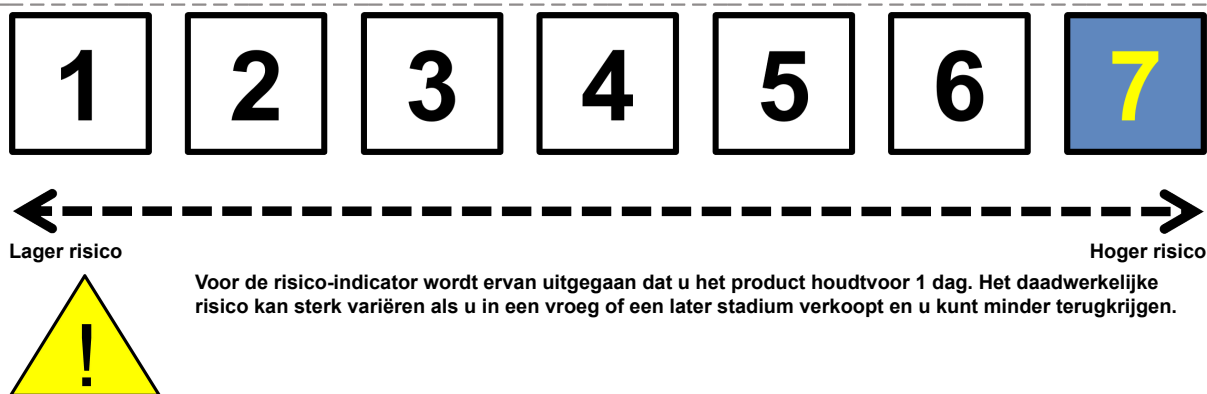 1 2 3 4 5 6 7
Lager risico Hoger risico
Voor de risico-indicator wordt ervan uitgegaan dat u het product houdtvoor 1 dag. Het daadwerkelijke
risico kan sterk variëren als u in een vroeg of een later stadium verkoopt en u kunt minder terugkrijgen.
!